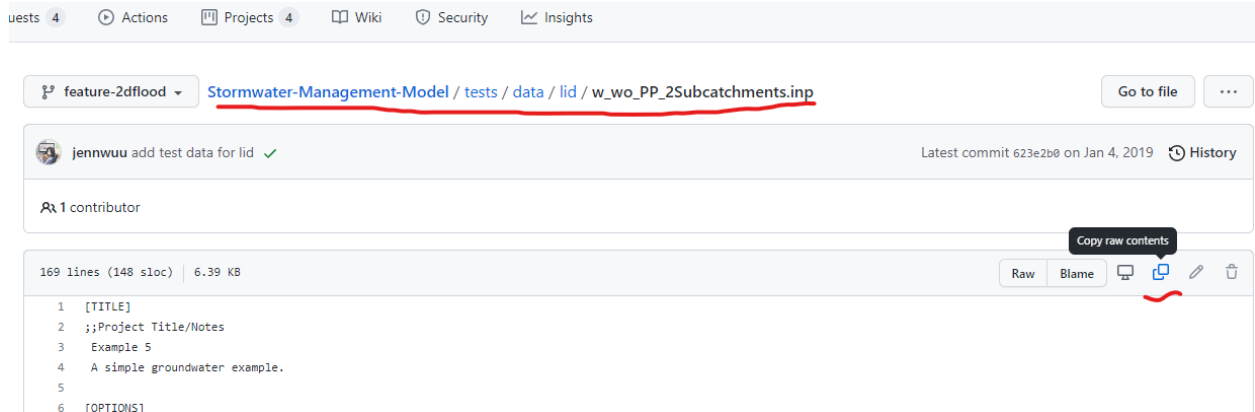 uests 4 Actions Projects 4 Wiki Security Insights
feature-2dflood Stormwater-Management-Model / tests / data / lid / w_wo_PP_2Subcatchments.inp Go to file ...
jennwuu add test data for lid Latest commit 623e2b0 on Jan 4, 2019 History
1 contributor
Copy raw contents
169 lines (148 sloc) 6.39 KB Raw Blame
1 [TITLE]
2 ;;Project Title/Notes
3 Example 5
4 A simple groundwater example.
5
6 [OPTIONS]